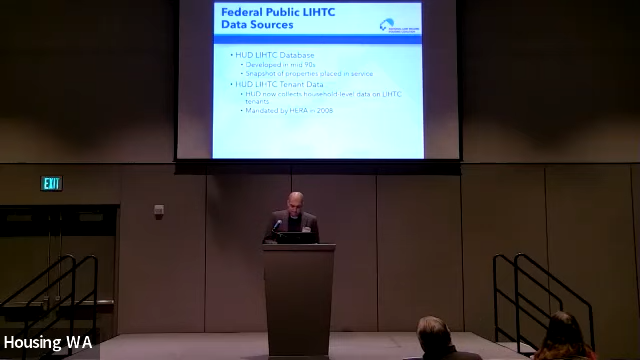 Federal Public LIHTC
Data Sources
• HUD LIHTC Database
• Developed in mid 90s
• Snapshot of properties placed in service
• HUD LIHTC Tenant Data
• HUD now collects household-level data on LIHTC
tenants
• Mandated by HERA in 2008
EXIT
Housing WA